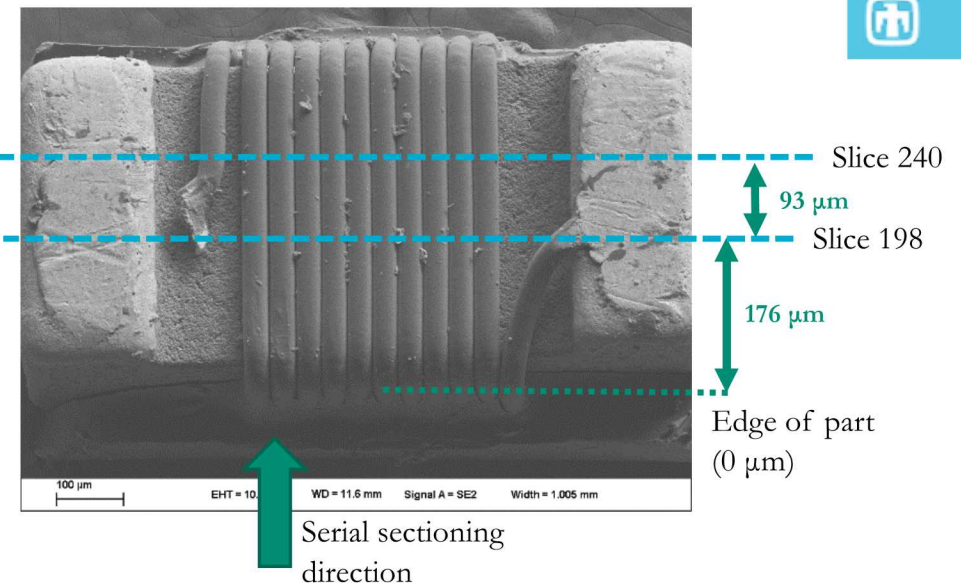 Slice 240
93 µm
Slice 198
176 µm
Edge of part
(0 µm)
100 µm
EHT = 10.
WD = 11.6 mm
Signal A = SE2
Width = 1.005 mm
Serial sectioning
direction